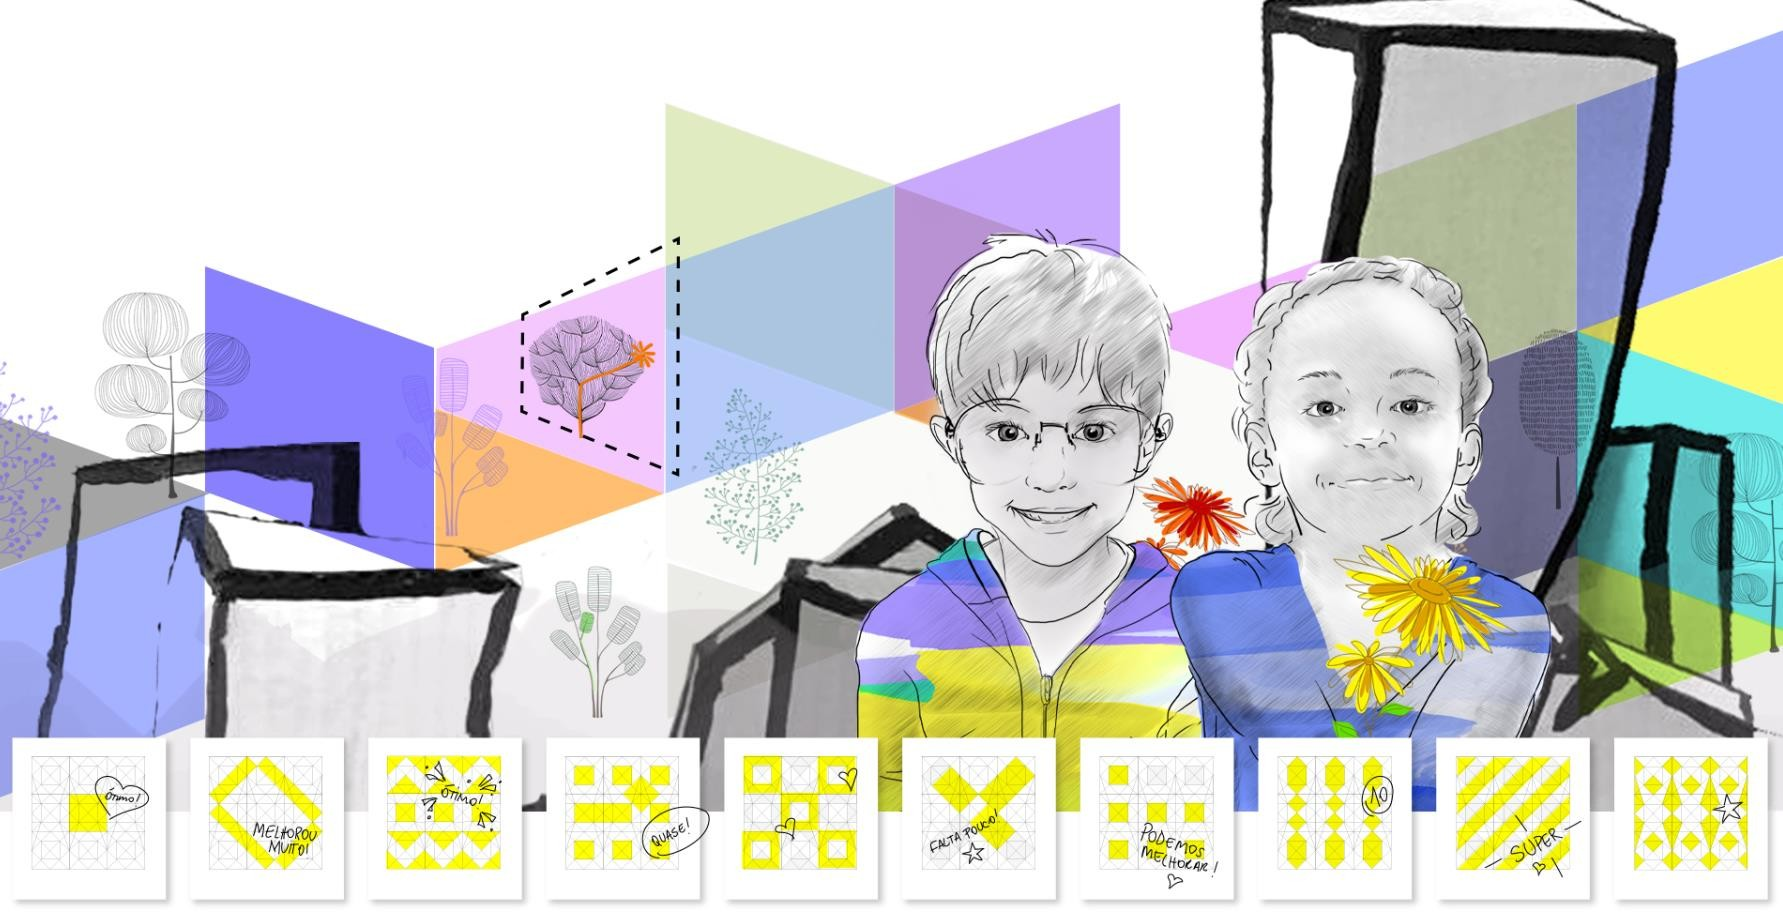 ÓTIMO!
MELHOROU
MUITO!
ÓTIMO!
QUASE!
FALTA POUCO!
PODEMOS
MELHORAR!
10
SUPER